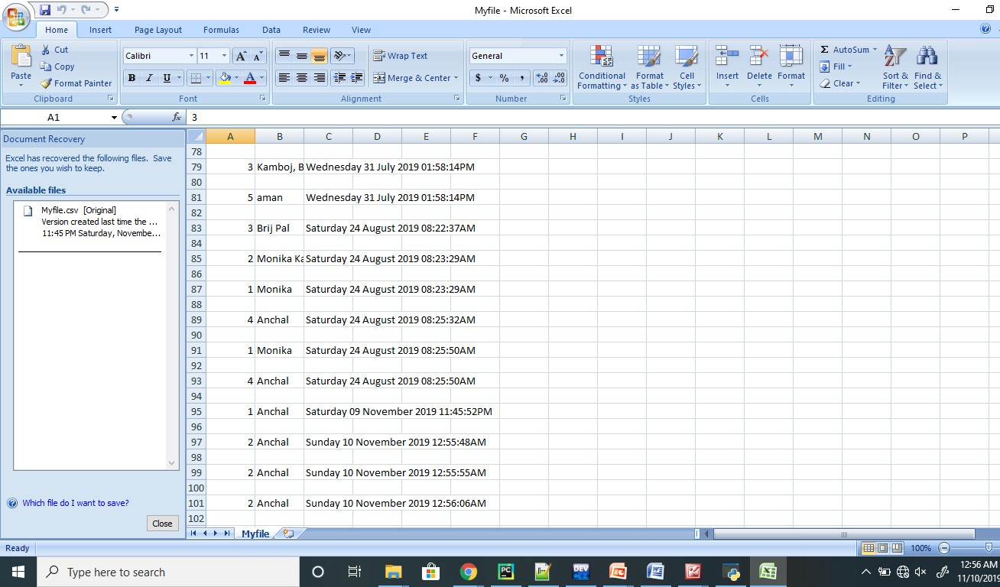 Myfile - Microsoft Excel
Home Insert Page Layout Formulas Data Review View
Paste
Cut
Copy
Format Painter
Clipboard
Calibri 11
B I U
Font
Wrap Text
Merge & Center
Alignment
General
$ % ,
Number
Conditional Formatting
Format as Table
Cell Styles
Styles
Insert Delete Format
Cells
Σ AutoSum
Fill
Clear
Sort & Filter
Find & Select
Editing
A1 fx 3
Document Recovery
Excel has recovered the following files. Save
the ones you wish to keep.
Available files
Myfile.csv [Original]
Version created last time the ...
11:45 PM Saturday, Novembe...
Which file do I want to save?
Close
A B C D E F G H I J K L M N O P
78
79 3 Kamboj, B Wednesday 31 July 2019 01:58:14PM
80
81 5 aman Wednesday 31 July 2019 01:58:14PM
82
83 3 Brij Pal Saturday 24 August 2019 08:22:37AM
84
85 2 Monika Ka Saturday 24 August 2019 08:23:29AM
86
87 1 Monika Saturday 24 August 2019 08:23:29AM
88
89 4 Anchal Saturday 24 August 2019 08:25:32AM
90
91 1 Monika Saturday 24 August 2019 08:25:50AM
92
93 4 Anchal Saturday 24 August 2019 08:25:50AM
94
95 1 Anchal Saturday 09 November 2019 11:45:52PM
96
97 2 Anchal Sunday 10 November 2019 12:55:48AM
98
99 2 Anchal Sunday 10 November 2019 12:55:55AM
100
101 2 Anchal Sunday 10 November 2019 12:56:06AM
102
Myfile
Ready 100%
Type here to search
PC
DEV
12:56 AM
11/10/201